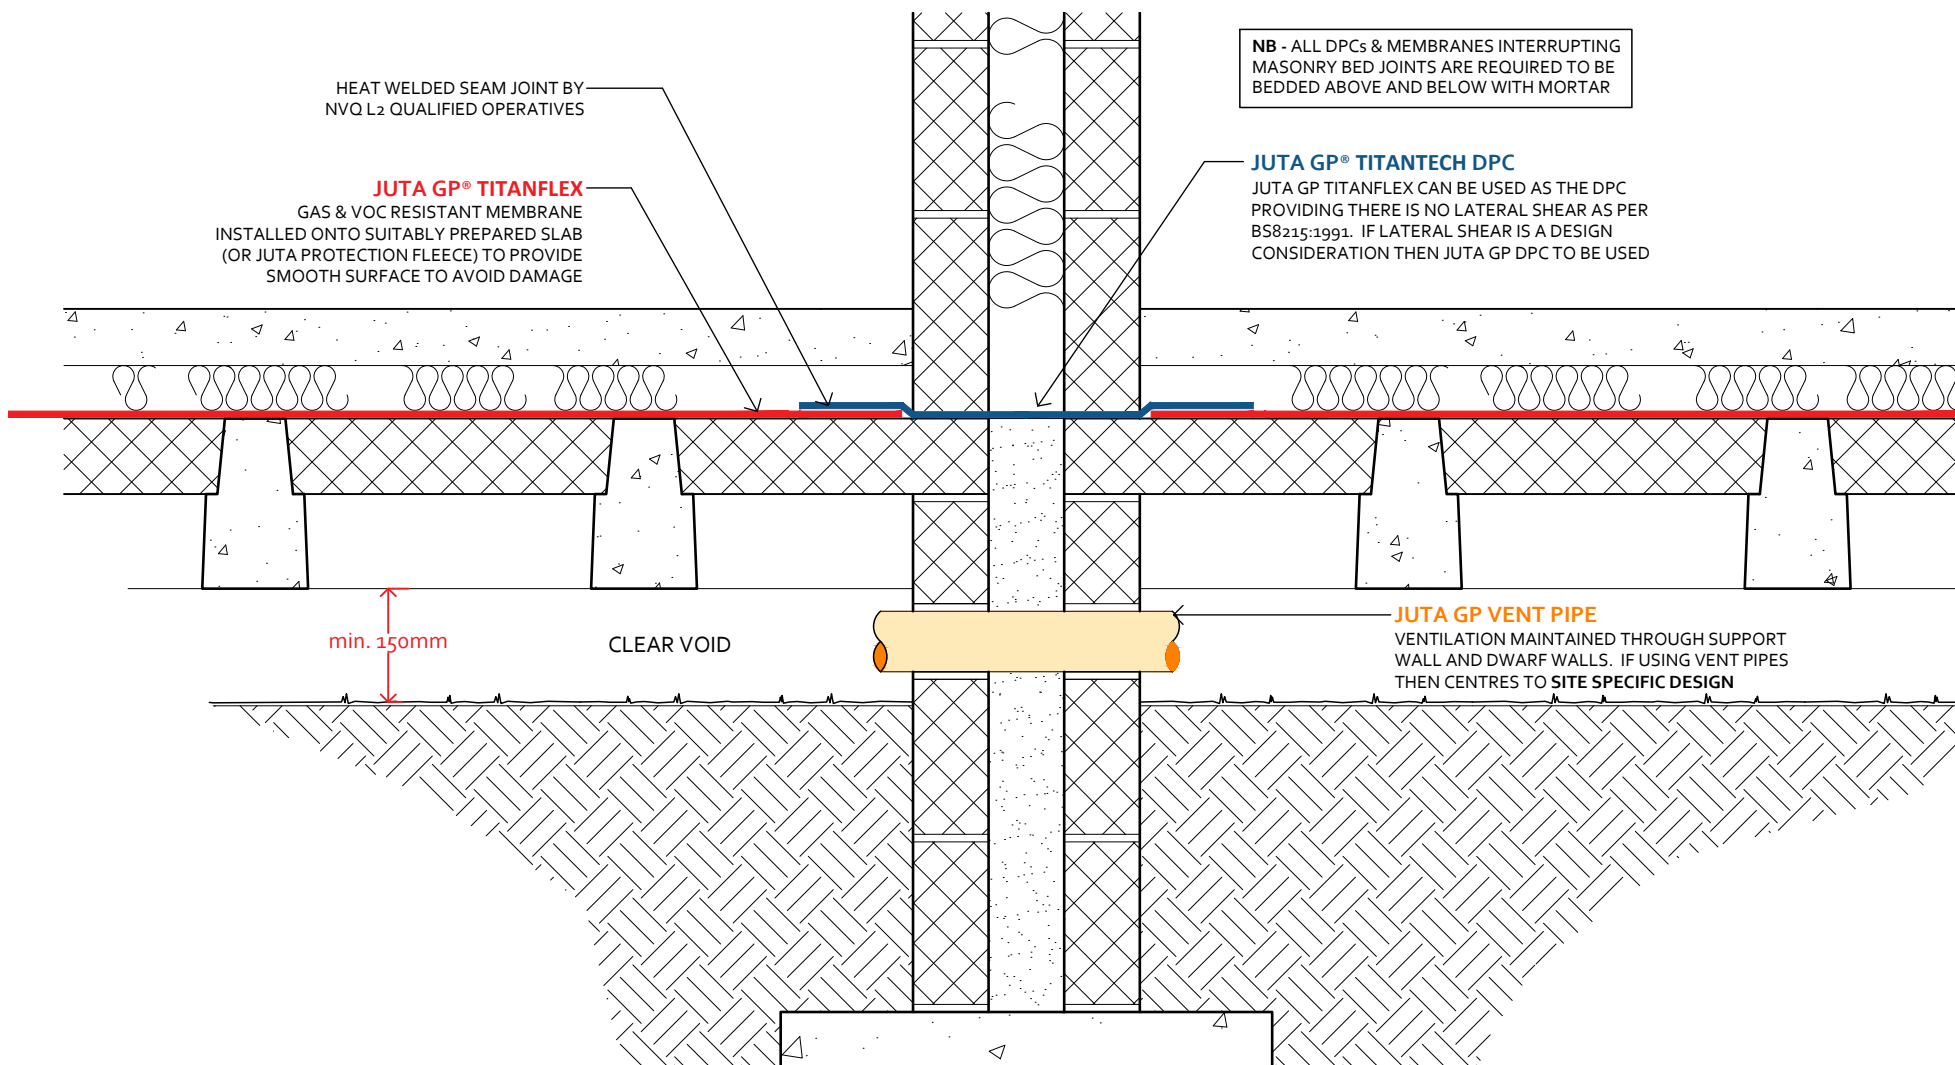 NB - ALL DPCs & MEMBRANES INTERRUPTING
MASONRY BED JOINTS ARE REQUIRED TO BE
BEDDED ABOVE AND BELOW WITH MORTAR
HEAT WELDED SEAM JOINT BY
NVQ L2 QUALIFIED OPERATIVES
JUTA GP® TITANFLEX
GAS & VOC RESISTANT MEMBRANE
INSTALLED ONTO SUITABLY PREPARED SLAB
(OR JUTA PROTECTION FLEECE) TO PROVIDE
SMOOTH SURFACE TO AVOID DAMAGE
JUTA GP® TITANTECH DPC
JUTA GP TITANFLEX CAN BE USED AS THE DPC
PROVIDING THERE IS NO LATERAL SHEAR AS PER
BS8215:1991. IF LATERAL SHEAR IS A DESIGN
CONSIDERATION THEN JUTA GP DPC TO BE USED
min. 150mm
CLEAR VOID
JUTA GP VENT PIPE
VENTILATION MAINTAINED THROUGH SUPPORT
WALL AND DWARF WALLS. IF USING VENT PIPES
THEN CENTRES TO SITE SPECIFIC DESIGN